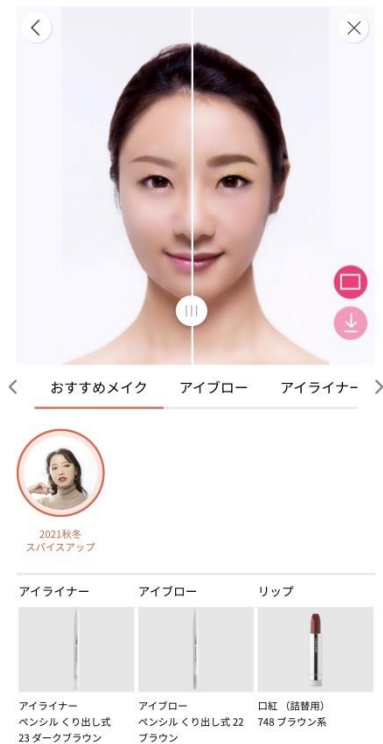 おすすめメイク アイブロー アイライナー
2021秋冬
スパイスアップ
アイライナー アイブロー リップ
アイライナー
ペンシル くり出し式
23 ダークブラウン
アイブロー
ペンシル くり出し式 22
ブラウン
口紅 （詰替用）
748 ブラウン系